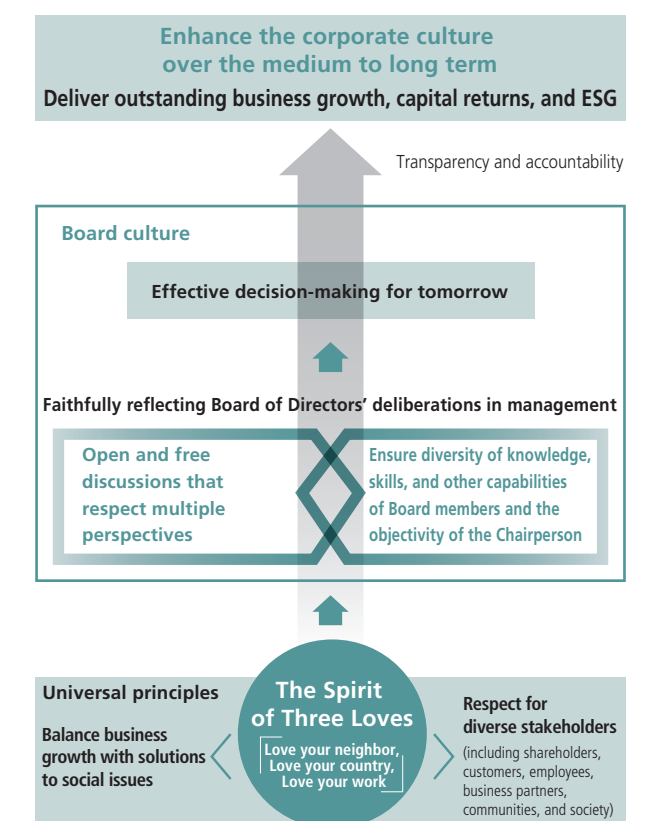 Enhance the corporate culture
over the medium to long term
Deliver outstanding business growth, capital returns, and ESG
Transparency and accountability
Board culture
Effective decision-making for tomorrow
Faithfully reflecting Board of Directors’ deliberations in management
Open and free
discussions that
respect multiple
perspectives
Ensure diversity of knowledge,
skills, and other capabilities
of Board members and the
objectivity of the Chairperson
Universal principles
Balance business
growth with solutions
to social issues
The Spirit
of Three Loves
Love your neighbor,
Love your country,
Love your work
Respect for
diverse stakeholders
(including shareholders,
customers, employees,
business partners,
communities, and society)